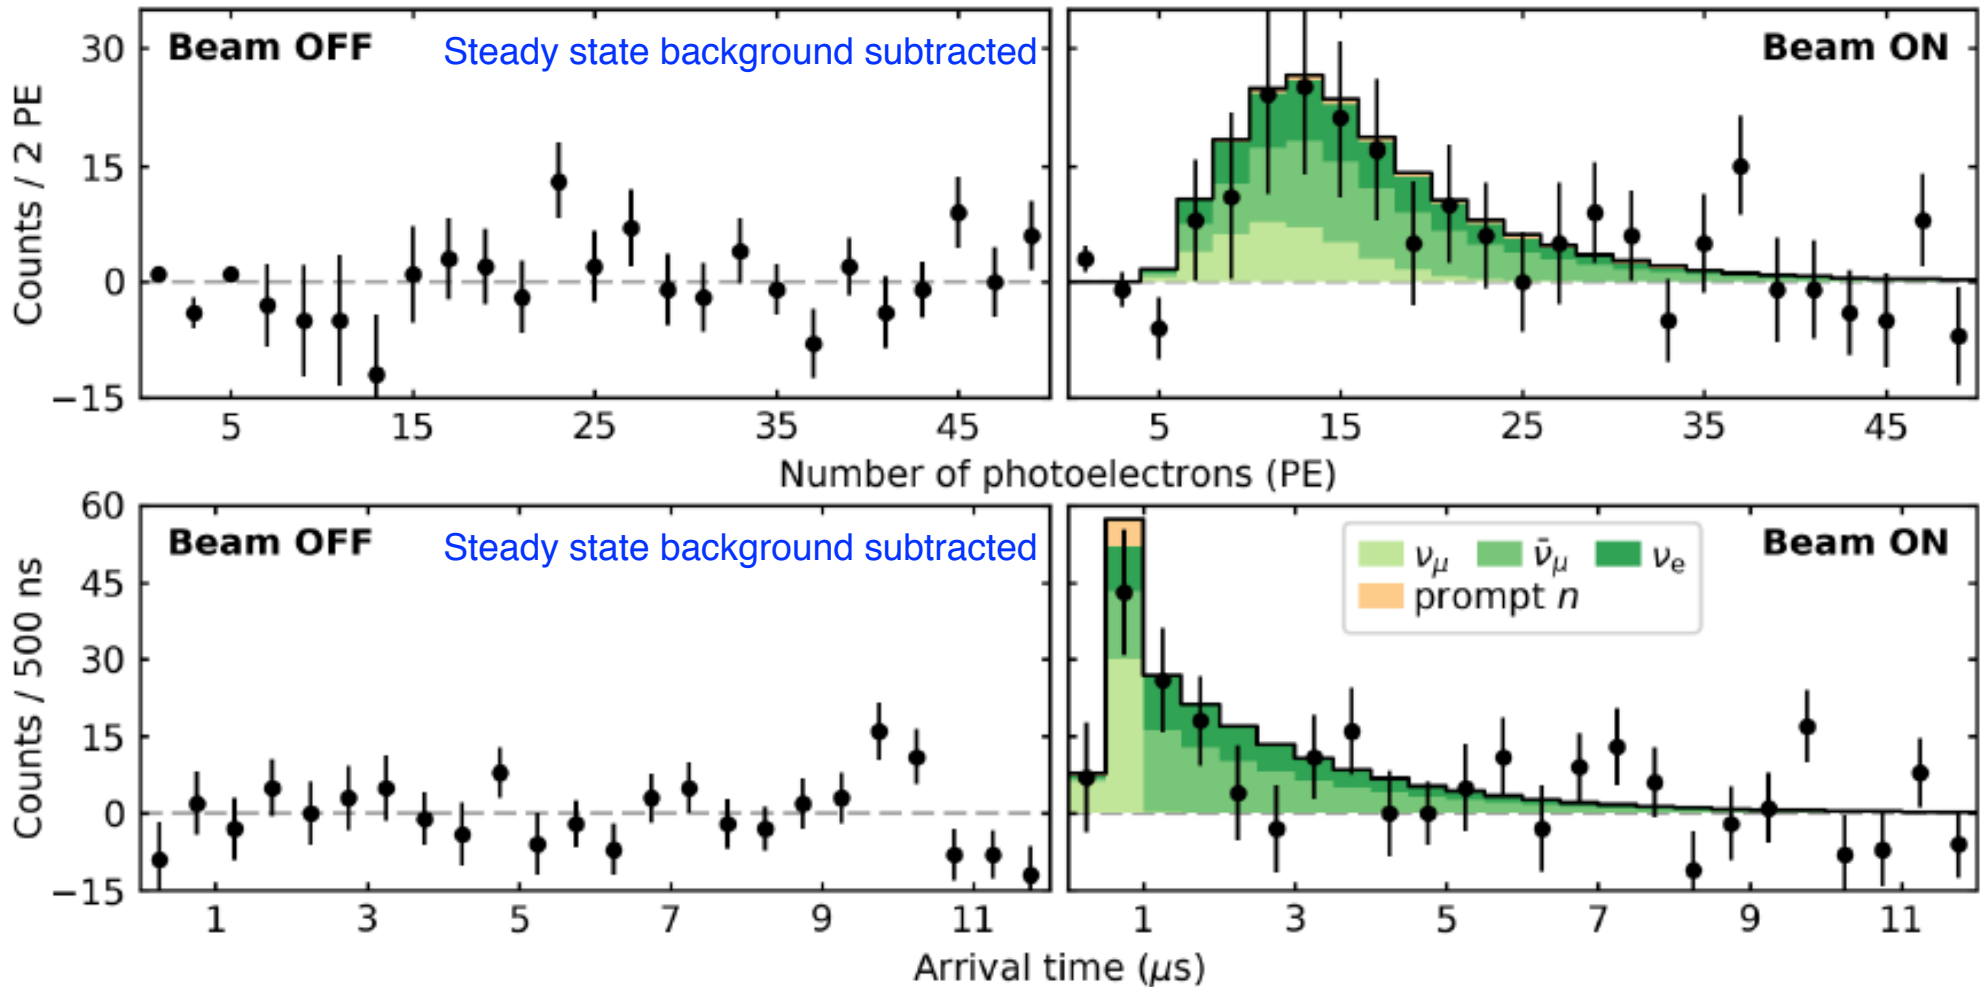 Beam OFF
Steady state background subtracted
Beam ON
Counts / 2 PE
30
15
0
−15
5 15 25 35 45
5 15 25 35 45
Number of photoelectrons (PE)
Beam OFF
Steady state background subtracted
Beam ON
νμ ν̄μ νe
prompt n
Counts / 500 ns
60
45
30
15
0
−15
1 3 5 7 9 11
1 3 5 7 9 11
Arrival time (μs)